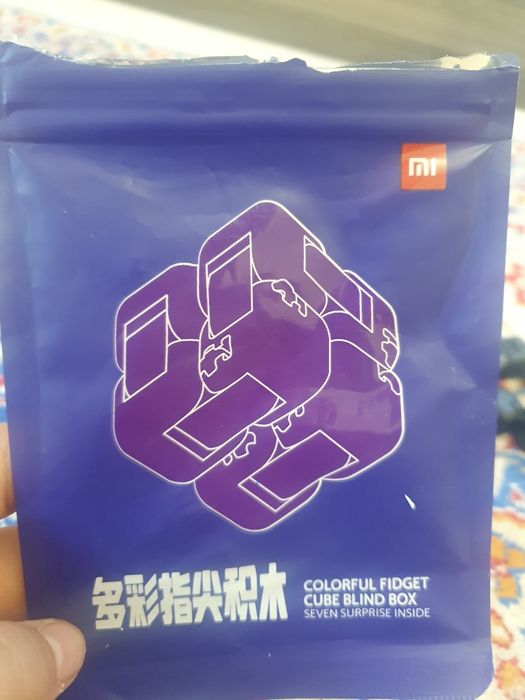 mi
多彩指尖积木
COLORFUL FIDGET
CUBE BLIND BOX
SEVEN SURPRISE INSIDE